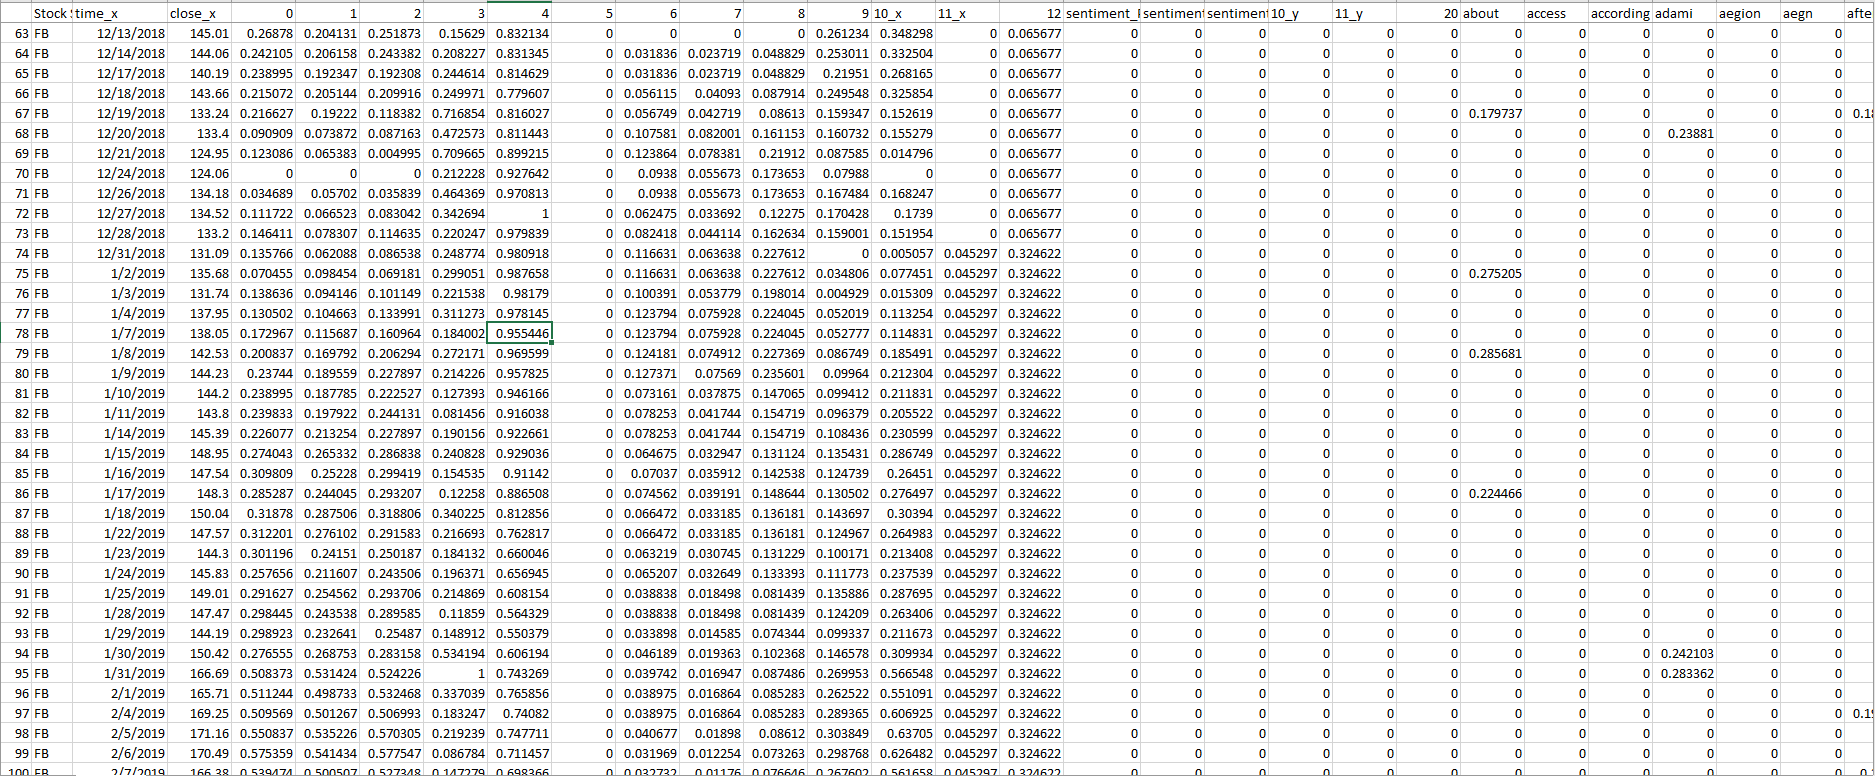 Stock time_x close_x 0 1 2 3 4 5 6 7 8 9 10_x 11_x 12 sentiment_ sentiment sentiment 10_y 11_y 20 about access according adami aegion aegn afte
63 FB 12/13/2018 145.01 0.26878 0.204131 0.251873 0.15629 0.832134 0 0 0 0 0.261234 0.348298 0 0.065677 0 0 0 0 0 0 0 0 0 0 0 0
64 FB 12/14/2018 144.06 0.242105 0.206158 0.243382 0.208227 0.831345 0 0.031836 0.023719 0.048829 0.253011 0.332504 0 0.065677 0 0 0 0 0 0 0 0 0 0 0 0
65 FB 12/17/2018 140.19 0.238995 0.192347 0.192308 0.244614 0.814629 0 0.031836 0.023719 0.048829 0.21951 0.268165 0 0.065677 0 0 0 0 0 0 0 0 0 0 0 0
66 FB 12/18/2018 143.66 0.215072 0.205144 0.209916 0.249971 0.779607 0 0.056115 0.04093 0.087914 0.249548 0.325854 0 0.065677 0 0 0 0 0 0 0 0 0 0 0 0
67 FB 12/19/2018 133.24 0.216627 0.19222 0.118382 0.716854 0.816027 0 0.056749 0.042719 0.08613 0.159347 0.152619 0 0.065677 0 0 0 0 0 0 0.179737 0 0 0 0 0 0.18
68 FB 12/20/2018 133.4 0.090909 0.073872 0.087163 0.472573 0.811443 0 0.107581 0.082001 0.161153 0.160732 0.155279 0 0.065677 0 0 0 0 0 0 0 0 0 0.23881 0 0
69 FB 12/21/2018 124.95 0.123086 0.065383 0.004995 0.709665 0.899215 0 0.123864 0.078381 0.21912 0.087585 0.014796 0 0.065677 0 0 0 0 0 0 0 0 0 0 0 0
70 FB 12/24/2018 124.06 0 0 0 0.212228 0.927642 0 0.0938 0.055673 0.173653 0.07988 0 0 0.065677 0 0 0 0 0 0 0 0 0 0 0 0
71 FB 12/26/2018 134.18 0.034689 0.05702 0.035839 0.464369 0.970813 0 0.0938 0.055673 0.173653 0.167484 0.168247 0 0.065677 0 0 0 0 0 0 0 0 0 0 0 0
72 FB 12/27/2018 134.52 0.111722 0.066523 0.083042 0.342694 1 0 0.062475 0.033692 0.12275 0.170428 0.1739 0 0.065677 0 0 0 0 0 0 0 0 0 0 0 0
73 FB 12/28/2018 133.2 0.146411 0.078307 0.114635 0.220247 0.979839 0 0.082418 0.044114 0.162634 0.159001 0.151954 0 0.065677 0 0 0 0 0 0 0 0 0 0 0 0
74 FB 12/31/2018 131.09 0.135766 0.062088 0.086538 0.248774 0.980918 0 0.116631 0.063638 0.227612 0 0.005057 0.045297 0.324622 0 0 0 0 0 0 0 0 0 0 0 0
75 FB 1/2/2019 135.68 0.070455 0.098454 0.069181 0.299051 0.987658 0 0.116631 0.063638 0.227612 0.034806 0.077451 0.045297 0.324622 0 0 0 0 0 0 0.275205 0 0 0 0 0
76 FB 1/3/2019 131.74 0.138636 0.094146 0.101149 0.221538 0.98179 0 0.100391 0.053779 0.198014 0.004929 0.015309 0.045297 0.324622 0 0 0 0 0 0 0 0 0 0 0 0
77 FB 1/4/2019 137.95 0.130502 0.104663 0.133991 0.311273 0.978145 0 0.123794 0.075928 0.224045 0.052019 0.113254 0.045297 0.324622 0 0 0 0 0 0 0 0 0 0 0 0
78 FB 1/7/2019 138.05 0.172967 0.115687 0.160964 0.184002 0.955446 0 0.123794 0.075928 0.224045 0.052777 0.114831 0.045297 0.324622 0 0 0 0 0 0 0 0 0 0 0 0
79 FB 1/8/2019 142.53 0.200837 0.169792 0.206294 0.272171 0.969599 0 0.124181 0.074912 0.227369 0.086749 0.185491 0.045297 0.324622 0 0 0 0 0 0 0.285681 0 0 0 0 0
80 FB 1/9/2019 144.23 0.23744 0.189559 0.227897 0.214226 0.957825 0 0.127371 0.07569 0.235601 0.09964 0.212304 0.045297 0.324622 0 0 0 0 0 0 0 0 0 0 0 0
81 FB 1/10/2019 144.2 0.238995 0.187785 0.222527 0.127393 0.946166 0 0.073161 0.037875 0.147065 0.099412 0.211831 0.045297 0.324622 0 0 0 0 0 0 0 0 0 0 0 0
82 FB 1/11/2019 143.8 0.239833 0.197922 0.244131 0.081456 0.916038 0 0.078253 0.041744 0.154719 0.096379 0.205522 0.045297 0.324622 0 0 0 0 0 0 0 0 0 0 0 0
83 FB 1/14/2019 145.39 0.226077 0.213254 0.227897 0.190156 0.922661 0 0.078253 0.041744 0.154719 0.108436 0.230599 0.045297 0.324622 0 0 0 0 0 0 0 0 0 0 0 0
84 FB 1/15/2019 148.95 0.274043 0.265332 0.286838 0.240828 0.929036 0 0.064675 0.032947 0.131124 0.135431 0.286749 0.045297 0.324622 0 0 0 0 0 0 0 0 0 0 0 0
85 FB 1/16/2019 147.54 0.309809 0.25228 0.299419 0.154535 0.91142 0 0.07037 0.035912 0.142538 0.124739 0.26451 0.045297 0.324622 0 0 0 0 0 0 0 0 0 0 0 0
86 FB 1/17/2019 148.3 0.285287 0.244045 0.293207 0.12258 0.886508 0 0.074562 0.039191 0.148644 0.130502 0.276497 0.045297 0.324622 0 0 0 0 0 0 0.224466 0 0 0 0 0
87 FB 1/18/2019 150.04 0.31878 0.287506 0.318806 0.340225 0.812856 0 0.066472 0.033185 0.136181 0.143697 0.30394 0.045297 0.324622 0 0 0 0 0 0 0 0 0 0 0 0
88 FB 1/22/2019 147.57 0.312201 0.276102 0.291583 0.216693 0.762817 0 0.066472 0.033185 0.136181 0.124967 0.264983 0.045297 0.324622 0 0 0 0 0 0 0 0 0 0 0 0
89 FB 1/23/2019 144.3 0.301196 0.24151 0.250187 0.184132 0.660046 0 0.063219 0.030745 0.131229 0.100171 0.213408 0.045297 0.324622 0 0 0 0 0 0 0 0 0 0 0 0
90 FB 1/24/2019 145.83 0.257656 0.211607 0.243506 0.196371 0.656945 0 0.065207 0.032649 0.133393 0.111773 0.237539 0.045297 0.324622 0 0 0 0 0 0 0 0 0 0 0 0
91 FB 1/25/2019 149.01 0.291627 0.254562 0.293706 0.214869 0.608154 0 0.038838 0.018498 0.081439 0.135886 0.287695 0.045297 0.324622 0 0 0 0 0 0 0 0 0 0 0 0
92 FB 1/28/2019 147.47 0.298445 0.243538 0.289585 0.11859 0.564329 0 0.038838 0.018498 0.081439 0.124209 0.263406 0.045297 0.324622 0 0 0 0 0 0 0 0 0 0 0 0
93 FB 1/29/2019 144.19 0.298923 0.232641 0.25487 0.148912 0.550379 0 0.033898 0.014585 0.074344 0.099337 0.211673 0.045297 0.324622 0 0 0 0 0 0 0 0 0 0 0 0
94 FB 1/30/2019 150.42 0.276555 0.268753 0.283158 0.534194 0.606194 0 0.046189 0.019363 0.102368 0.146578 0.309934 0.045297 0.324622 0 0 0 0 0 0 0 0 0 0.242103 0 0
95 FB 1/31/2019 166.69 0.508373 0.531424 0.524226 1 0.743269 0 0.039742 0.016947 0.087486 0.269953 0.566548 0.045297 0.324622 0 0 0 0 0 0 0 0 0 0.283362 0 0
96 FB 2/1/2019 165.71 0.511244 0.498733 0.532468 0.337039 0.765856 0 0.038975 0.016864 0.085283 0.262522 0.551091 0.045297 0.324622 0 0 0 0 0 0 0 0 0 0 0 0
97 FB 2/4/2019 169.25 0.509569 0.501267 0.506993 0.183247 0.74082 0 0.038975 0.016864 0.085283 0.289365 0.606925 0.045297 0.324622 0 0 0 0 0 0 0 0 0 0 0 0 0.19
98 FB 2/5/2019 171.16 0.550837 0.535226 0.570305 0.219239 0.747711 0 0.040677 0.01898 0.08612 0.303849 0.63705 0.045297 0.324622 0 0 0 0 0 0 0 0 0 0 0 0
99 FB 2/6/2019 170.49 0.575359 0.541434 0.577547 0.086784 0.711457 0 0.031969 0.012254 0.073263 0.298768 0.626482 0.045297 0.324622 0 0 0 0 0 0 0 0 0 0 0 0
100 FB 2/7/2019 166.38 0.539474 0.500507 0.527348 0.147279 0.698366 0 0.032732 0.01176 0.076646 0.267602 0.561658 0.045297 0.324622 0 0 0 0 0 0 0 0 0 0 0 0